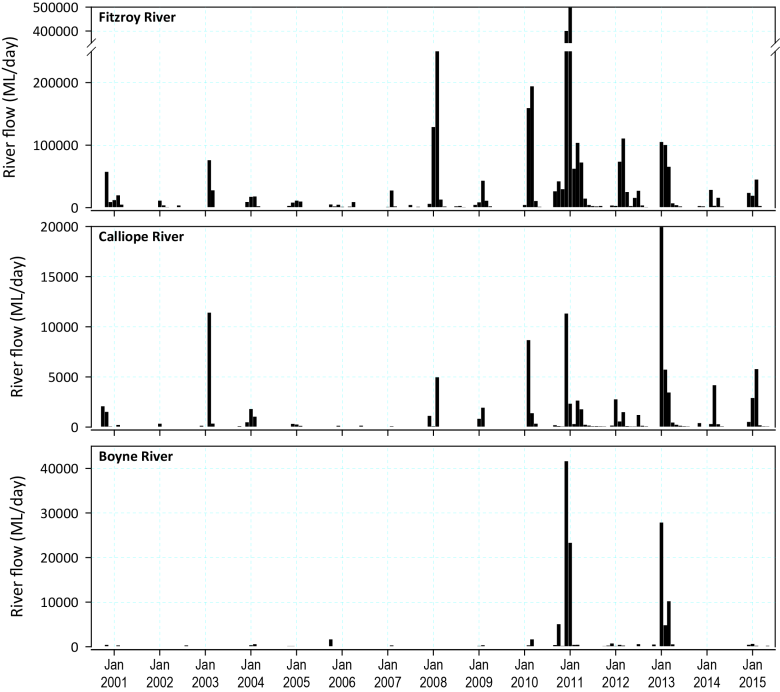 Fitzroy River
River flow (ML/day)
500000
400000
200000
100000
0
Calliope River
River flow (ML/day)
20000
15000
10000
5000
0
Boyne River
River flow (ML/day)
40000
30000
20000
10000
0
Jan Jan Jan Jan Jan Jan Jan Jan Jan Jan Jan Jan Jan Jan Jan
2001 2002 2003 2004 2005 2006 2007 2008 2009 2010 2011 2012 2013 2014 2015